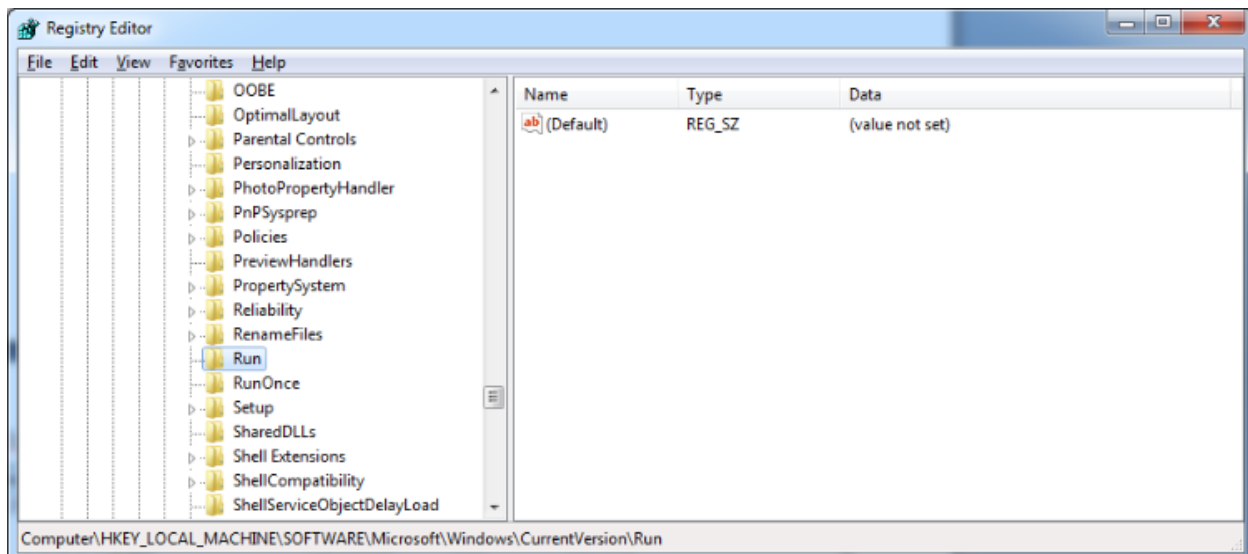 Registry Editor
File Edit View Favorites Help
OOBE
OptimalLayout
Parental Controls
Personalization
PhotoPropertyHandler
PnPSysprep
Policies
PreviewHandlers
PropertySystem
Reliability
RenameFiles
Run
RunOnce
Setup
SharedDLLs
Shell Extensions
ShellCompatibility
ShellServiceObjectDelayLoad
Name Type Data
ab (Default) REG_SZ (value not set)
Computer\HKEY_LOCAL_MACHINE\SOFTWARE\Microsoft\Windows\CurrentVersion\Run